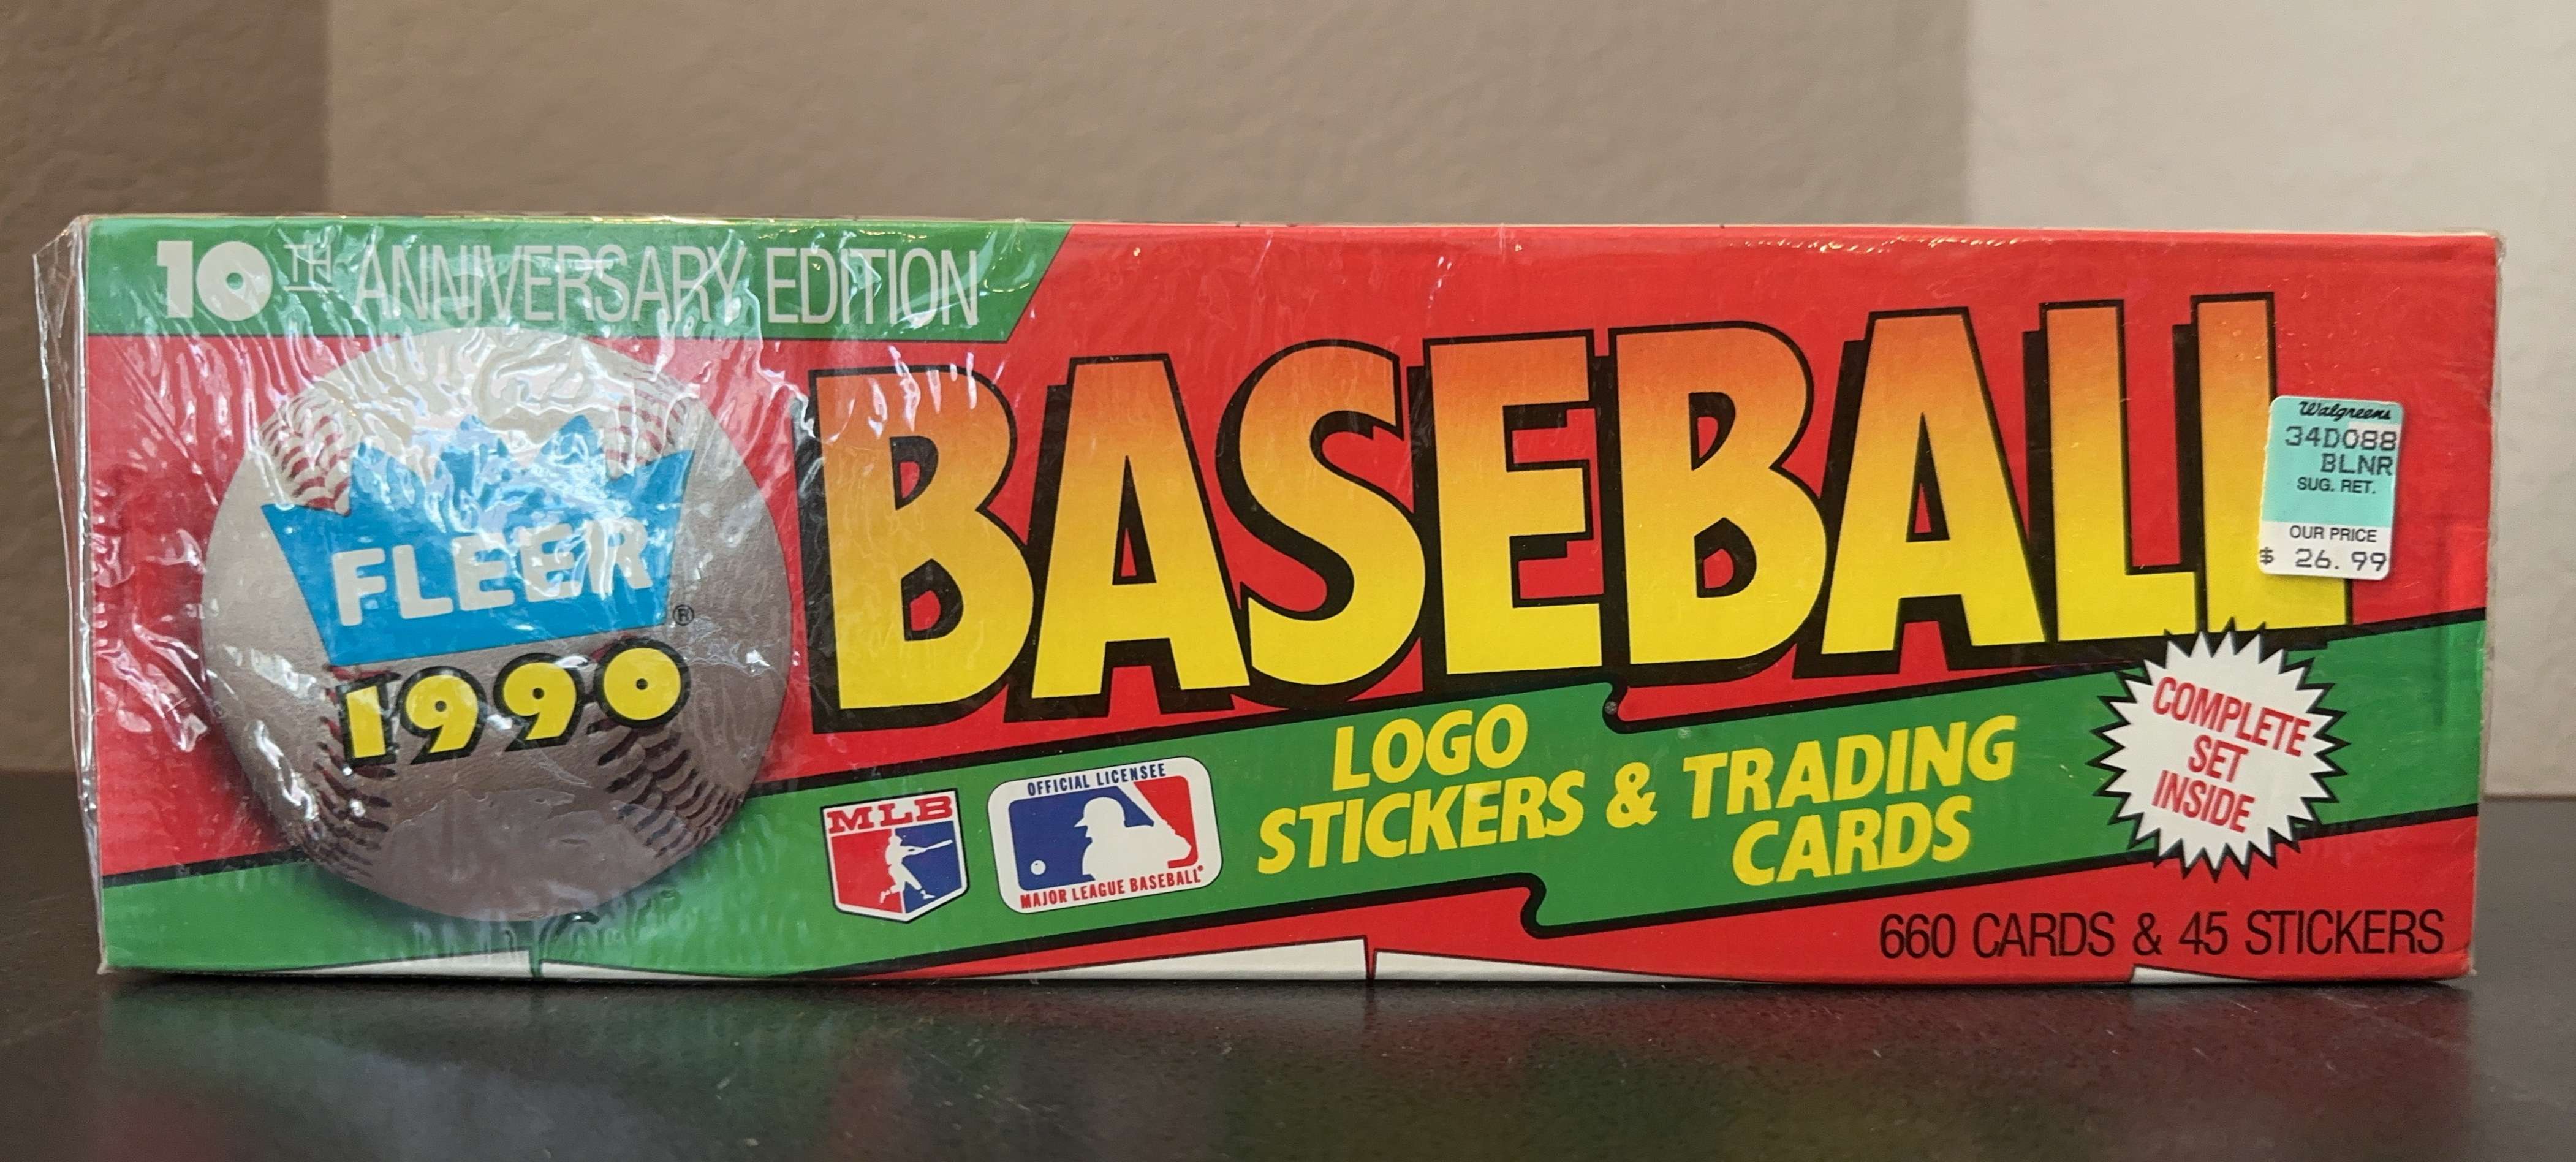 10TH ANNIVERSARY EDITION
FLEER®
1990
BASEBALL
Walgreens
34D088
BLNR
SUG. RET.
OUR PRICE
$ 26.99
MLB
OFFICIAL LICENSEE
MAJOR LEAGUE BASEBALL®
LOGO
STICKERS & TRADING
CARDS
COMPLETE
SET
INSIDE
660 CARDS & 45 STICKERS